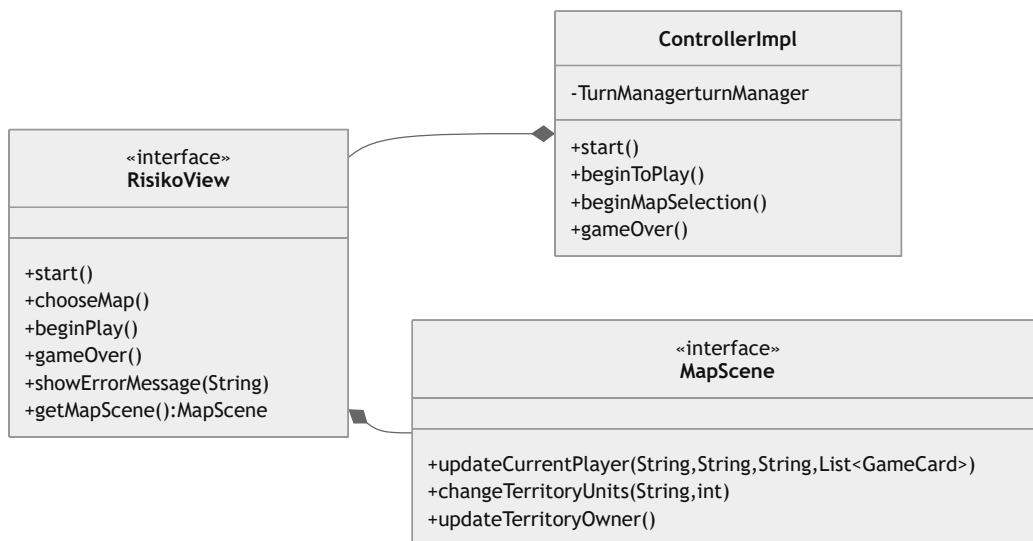 ControllerImpl
-TurnManagerturnManager
+start()
+beginToPlay()
+beginMapSelection()
+gameOver()
«interface»
RisikoView
+start()
+chooseMap()
+beginPlay()
+gameOver()
+showErrorMessage(String)
+getMapScene():MapScene
«interface»
MapScene
+updateCurrentPlayer(String,String,String,List<GameCard>)
+changeTerritoryUnits(String,int)
+updateTerritoryOwner()